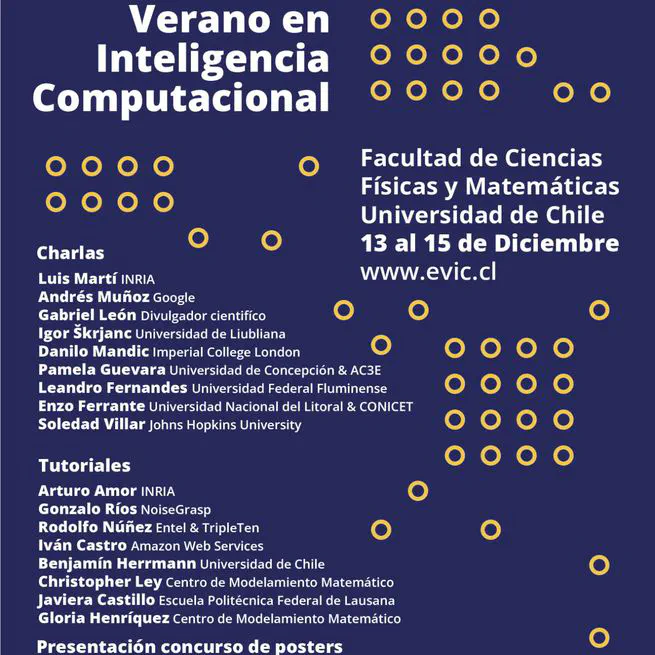 Verano en
Inteligencia
Computacional
Facultad de Ciencias
Físicas y Matemáticas
Universidad de Chile
13 al 15 de Diciembre
www.evic.cl
Charlas
Luis Martí INRIA
Andrés Muñoz Google
Gabriel León Divulgador científico
Igor Škrjanc Universidad de Liubliana
Danilo Mandic Imperial College London
Pamela Guevara Universidad de Concepción & AC3E
Leandro Fernandes Universidad Federal Fluminense
Enzo Ferrante Universidad Nacional del Litoral & CONICET
Soledad Villar Johns Hopkins University
Tutoriales
Arturo Amor INRIA
Gonzalo Ríos NoiseGrasp
Rodolfo Núñez Entel & TripleTen
Iván Castro Amazon Web Services
Benjamín Herrmann Universidad de Chile
Christopher Ley Centro de Modelamiento Matemático
Javiera Castillo Escuela Politécnica Federal de Lausana
Gloria Henríquez Centro de Modelamiento Matemático
Presentación concurso de posters